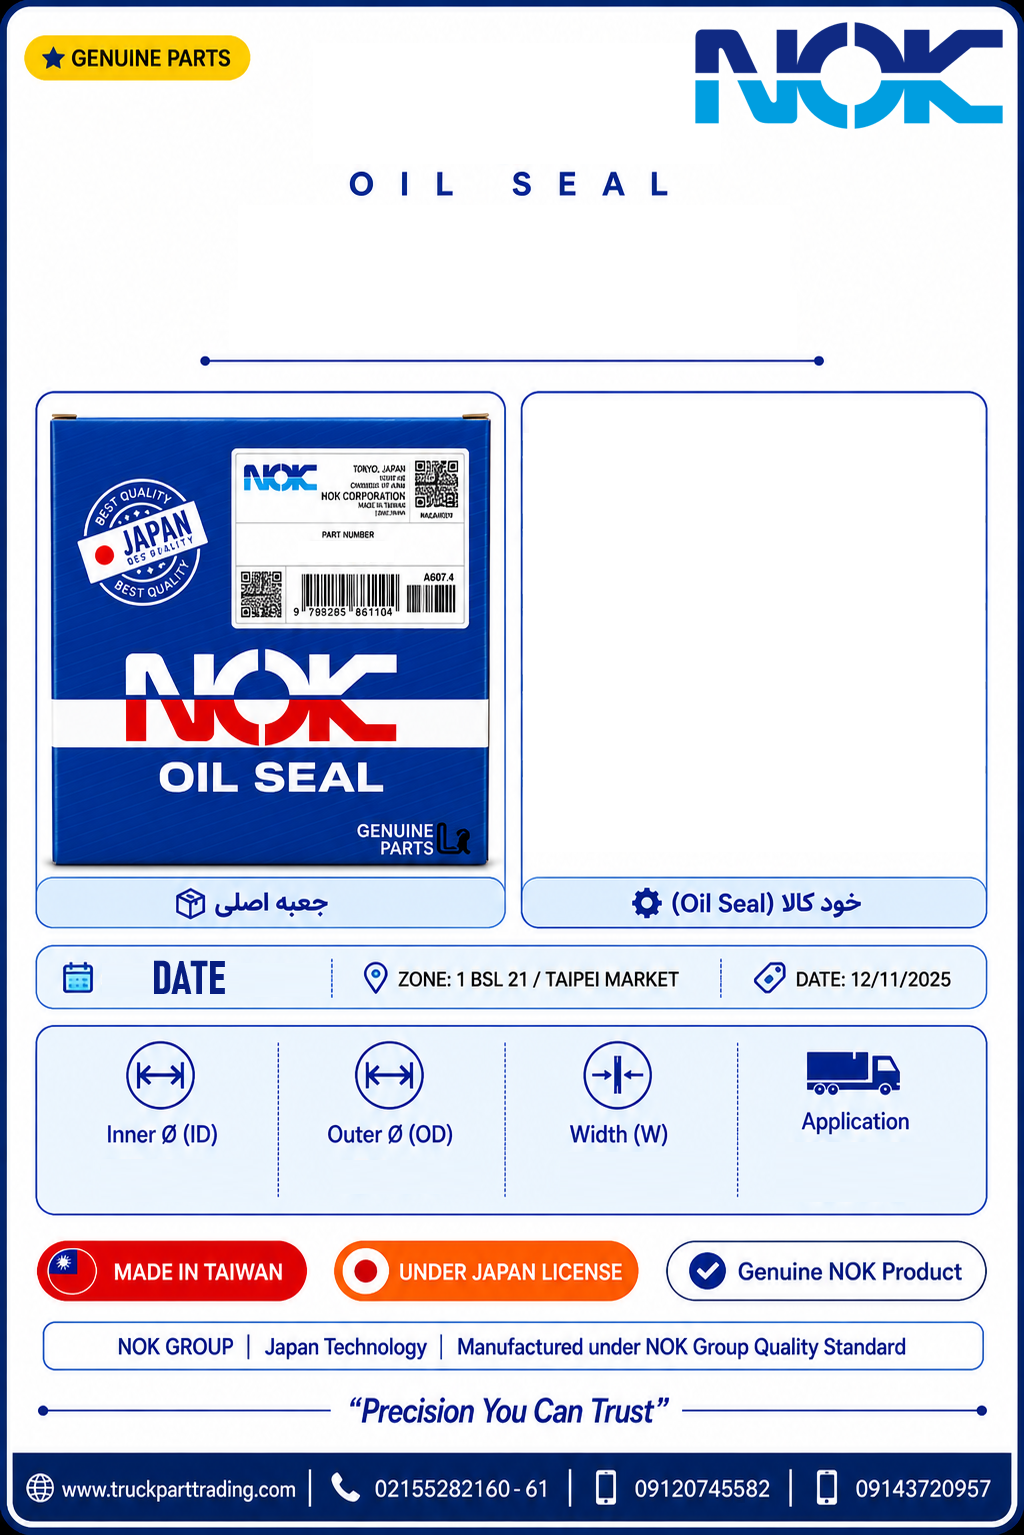 GENUINE PARTS
NOK
OIL SEAL
NOK
TOKYO, JAPAN
NOK CORPORATION
PART NUMBER
A607.4
9 798285 861104
BEST QUALITY
JAPAN
OES QUALITY
BEST QUALITY
NOK
OIL SEAL
GENUINE
PARTS
جعبه اصلی
خود کالا (Oil Seal)
DATE
ZONE: 1 BSL 21 / TAIPEI MARKET
DATE: 12/11/2025
Inner Ø (ID)
Outer Ø (OD)
Width (W)
Application
MADE IN TAIWAN
UNDER JAPAN LICENSE
Genuine NOK Product
NOK GROUP | Japan Technology | Manufactured under NOK Group Quality Standard
“Precision You Can Trust”
www.truckparttrading.com | 02155282160 - 61 | 09120745582 | 09143720957